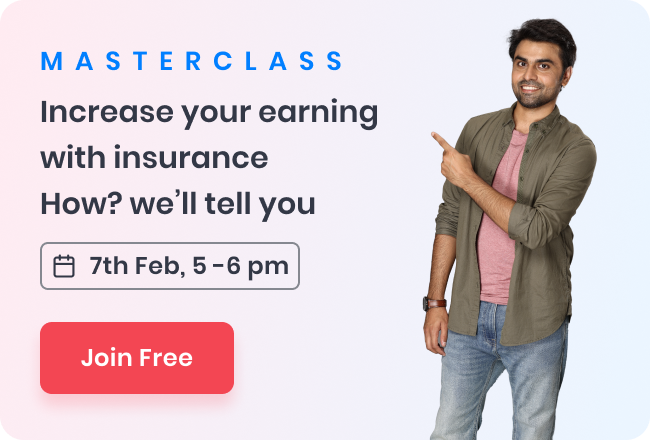 MASTERCLASS
Increase your earning
with insurance
How? we’ll tell you
7th Feb, 5 -6 pm
Join Free